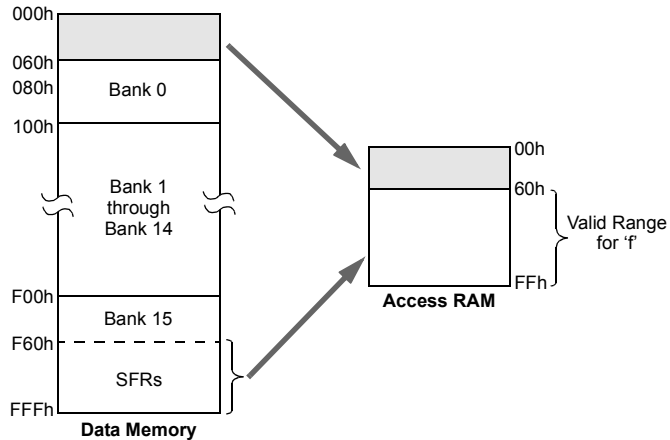 000h
060h
080h
Bank 0
100h
Bank 1
through
Bank 14
F00h
Bank 15
F60h
SFRs
FFFh
Data Memory
00h
60h
Valid Range
for ‘f’
FFh
Access RAM